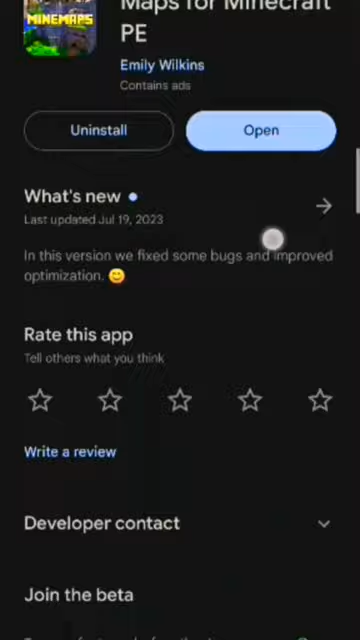 Maps for Minecraft
PE
MINEMAPS
Emily Wilkins
Contains ads
Uninstall
Open
What's new
Last updated Jul 19, 2023
In this version we fixed some bugs and improved
optimization. 😊
Rate this app
Tell others what you think
Write a review
Developer contact
Join the beta